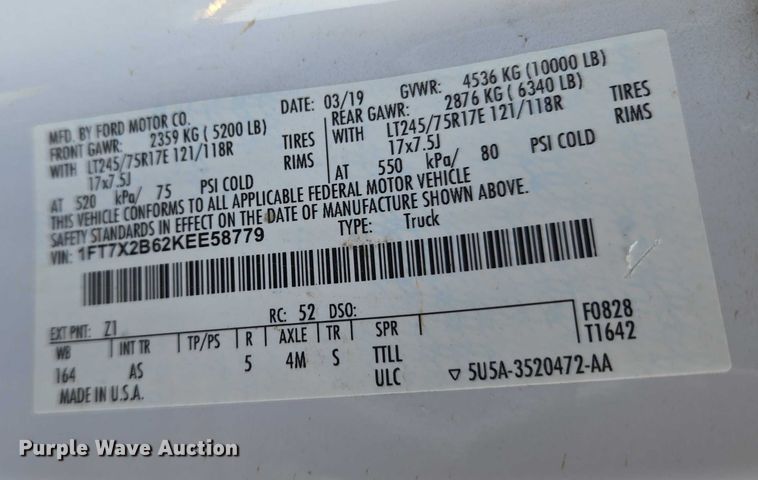 MFD. BY FORD MOTOR CO.
DATE: 03/19
GVWR: 4536 KG (10000 LB)
FRONT GAWR: 2359 KG ( 5200 LB)
REAR GAWR: 2876 KG ( 6340 LB)
WITH LT245/75R17E 121/118R TIRES
WITH LT245/75R17E 121/118R TIRES
17x7.5J RIMS
17x7.5J RIMS
AT 520 kPa/ 75 PSI COLD
AT 550 kPa/ 80 PSI COLD
THIS VEHICLE CONFORMS TO ALL APPLICABLE FEDERAL MOTOR VEHICLE
SAFETY STANDARDS IN EFFECT ON THE DATE OF MANUFACTURE SHOWN ABOVE.
VIN: 1FT7X2B62KEE58779
TYPE: Truck
RC: 52 DSO:
F0828
T1642
EXT PNT: Z1
WB INT TR TP/PS R AXLE TR SPR
164 AS 5 4M S TTLL
ULC
▽ 5U5A-3520472-AA
MADE IN U.S.A.
Purple Wave Auction